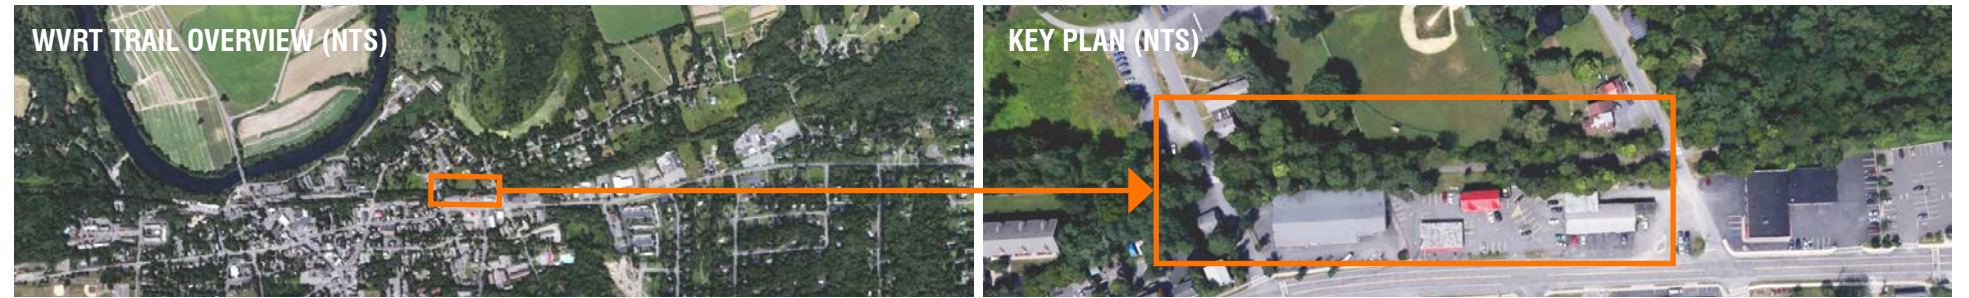 WVRT TRAIL OVERVIEW (NTS)
KEY PLAN (NTS)